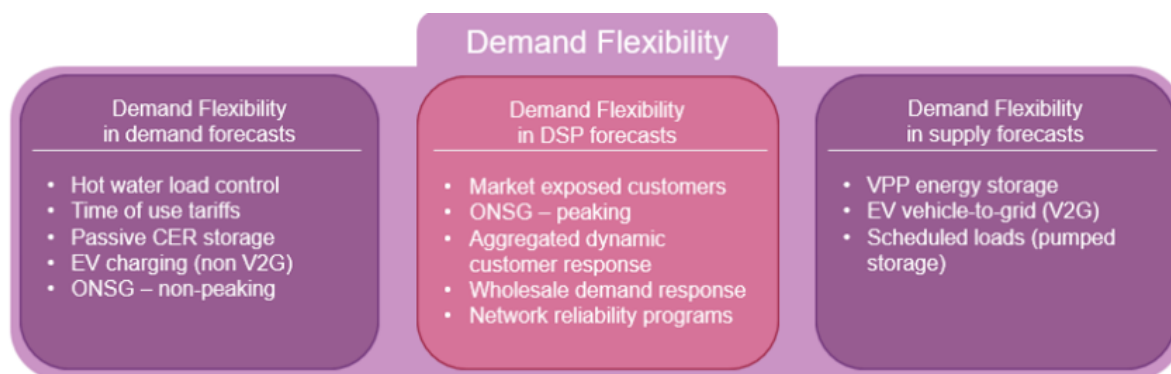 Demand Flexibility
Demand Flexibility
in demand forecasts
• Hot water load control
• Time of use tariffs
• Passive CER storage
• EV charging (non V2G)
• ONSG – non-peaking
Demand Flexibility
in DSP forecasts
• Market exposed customers
• ONSG – peaking
• Aggregated dynamic
customer response
• Wholesale demand response
• Network reliability programs
Demand Flexibility
in supply forecasts
• VPP energy storage
• EV vehicle-to-grid (V2G)
• Scheduled loads (pumped
storage)